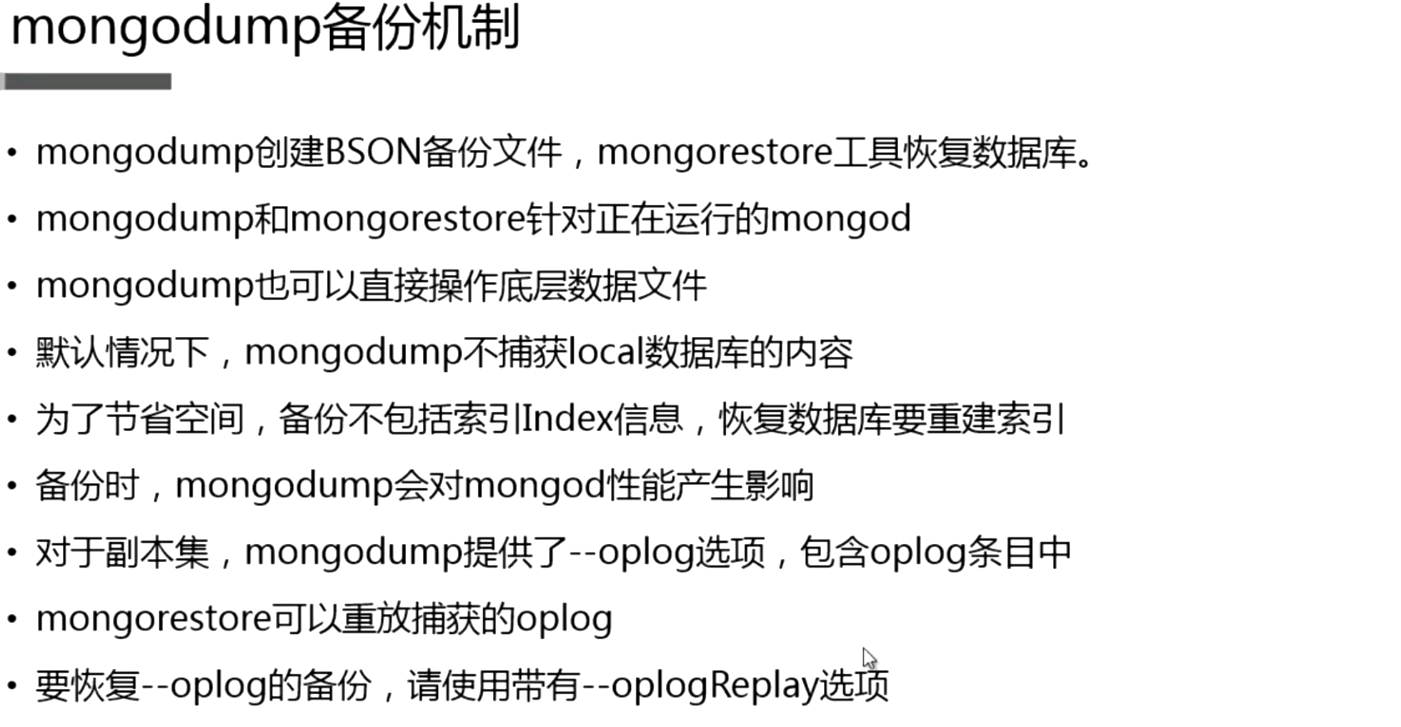 mongodump备份机制
• mongodump创建BSON备份文件，mongorestore工具恢复数据库。
• mongodump和mongorestore针对正在运行的mongod
• mongodump也可以直接操作底层数据文件
• 默认情况下，mongodump不捕获local数据库的内容
• 为了节省空间，备份不包括索引Index信息，恢复数据库要重建索引
• 备份时，mongodump会对mongod性能产生影响
• 对于副本集，mongodump提供了--oplog选项，包含oplog条目中
• mongorestore可以重放捕获的oplog
• 要恢复--oplog的备份，请使用带有--oplogReplay选项